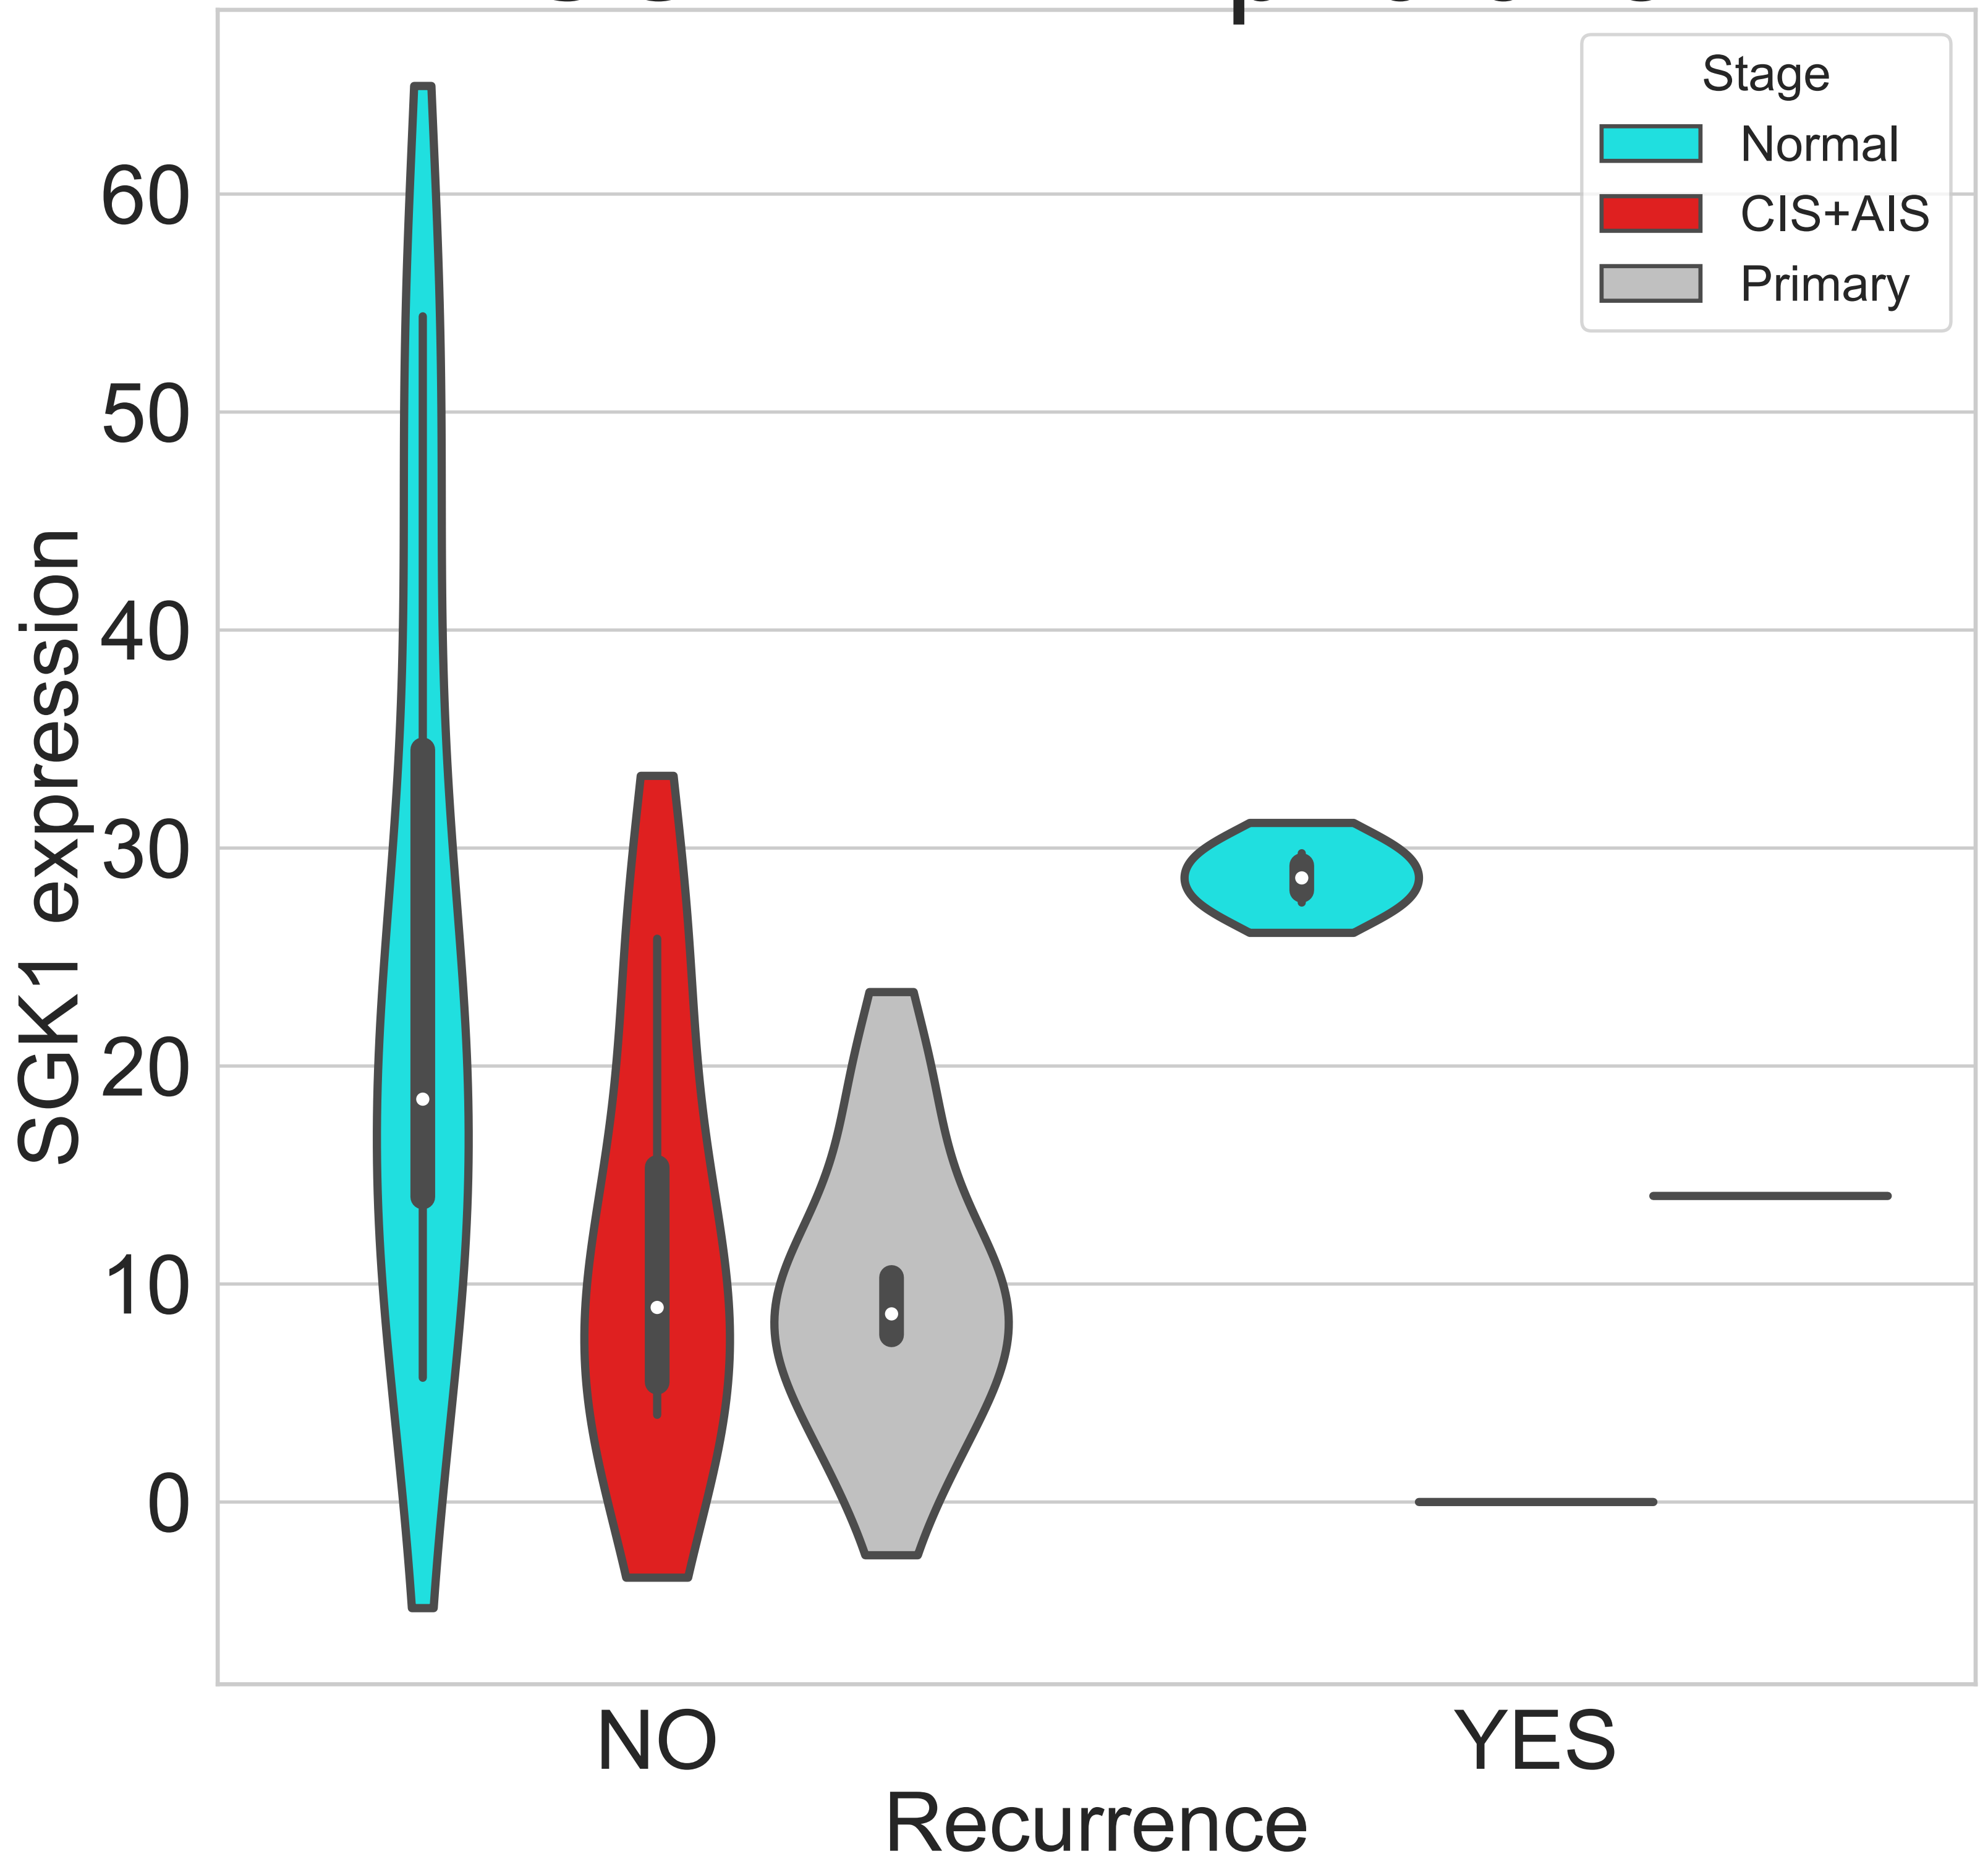 Stage
Normal
CIS+AIS
Primary
60
50
40
30
20
10
0
SGK1 expression
NO
YES
Recurrence